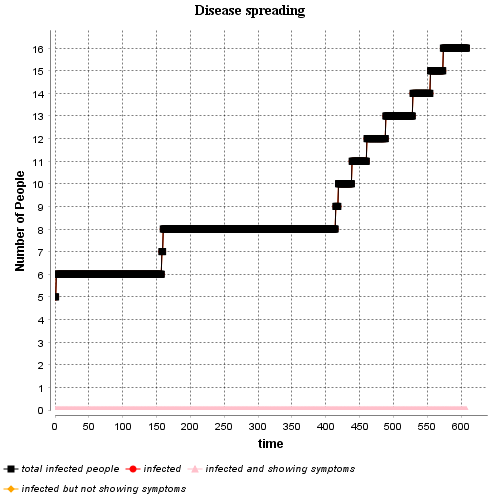 Disease spreading
Number of People
16
15
14
13
12
11
10
9
8
7
6
5
4
3
2
1
0
0 50 100 150 200 250 300 350 400 450 500 550 600
time
total infected people infected infected and showing symptoms
infected but not showing symptoms